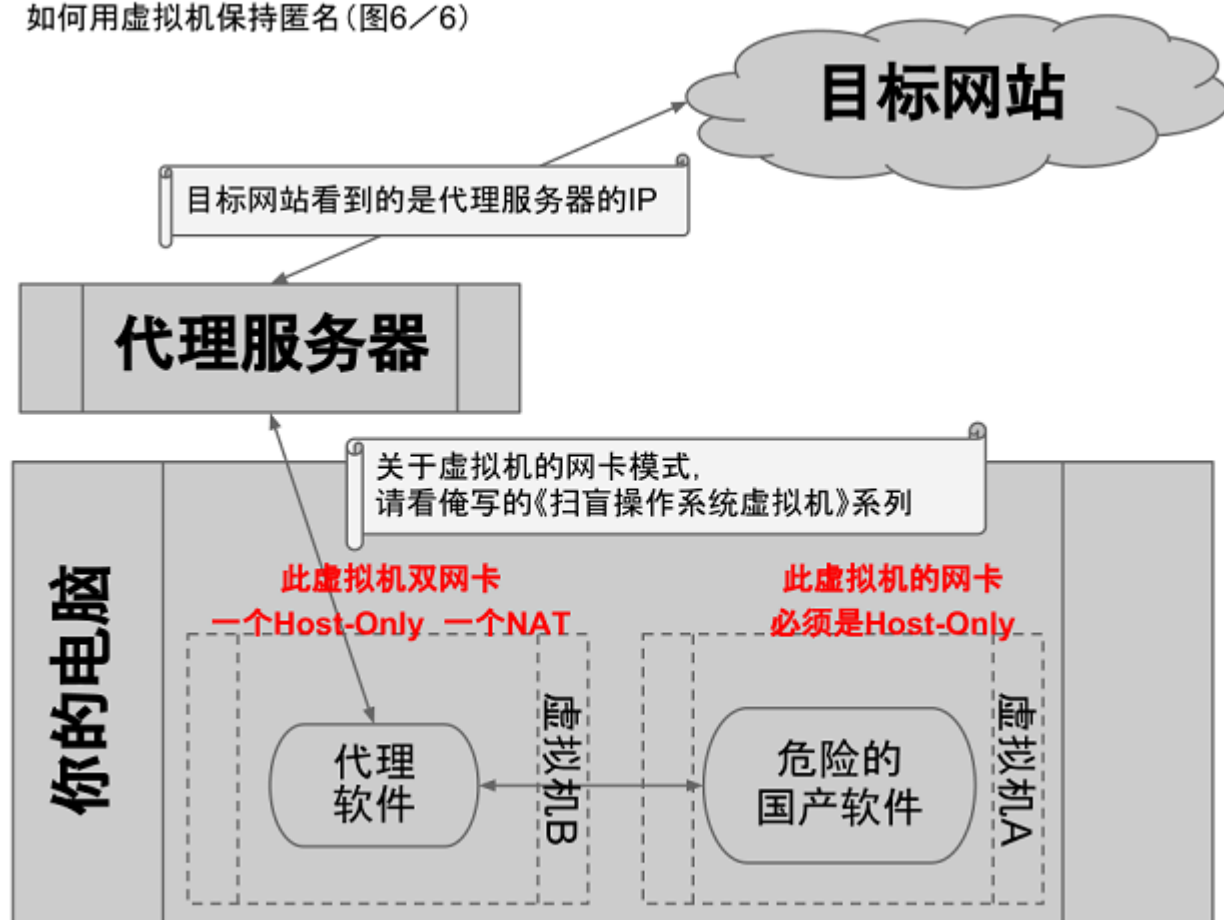 如何用虚拟机保持匿名(图6／6)
目标网站
目标网站看到的是代理服务器的IP
代理服务器
关于虚拟机的网卡模式,
请看俺写的《扫盲操作系统虚拟机》系列
你的电脑
此虚拟机双网卡
一个Host-Only 一个NAT
此虚拟机的网卡
必须是Host-Only
代理
软件
虚拟机B
危险的
国产软件
虚拟机A